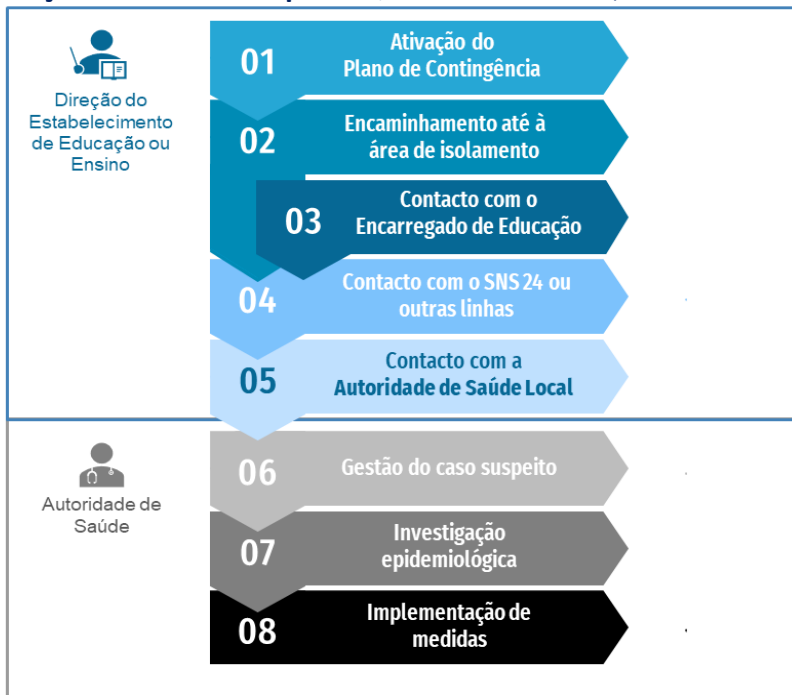 Direção do
Estabelecimento
de Educação ou
Ensino
01
Ativação do
Plano de Contingência
02
Encaminhamento até à
área de isolamento
03
Contacto com o
Encarregado de Educação
04
Contacto com o SNS 24 ou
outras linhas
05
Contacto com a
Autoridade de Saúde Local
Autoridade de
Saúde
06
Gestão do caso suspeito
07
Investigação
epidemiológica
08
Implementação de
medidas